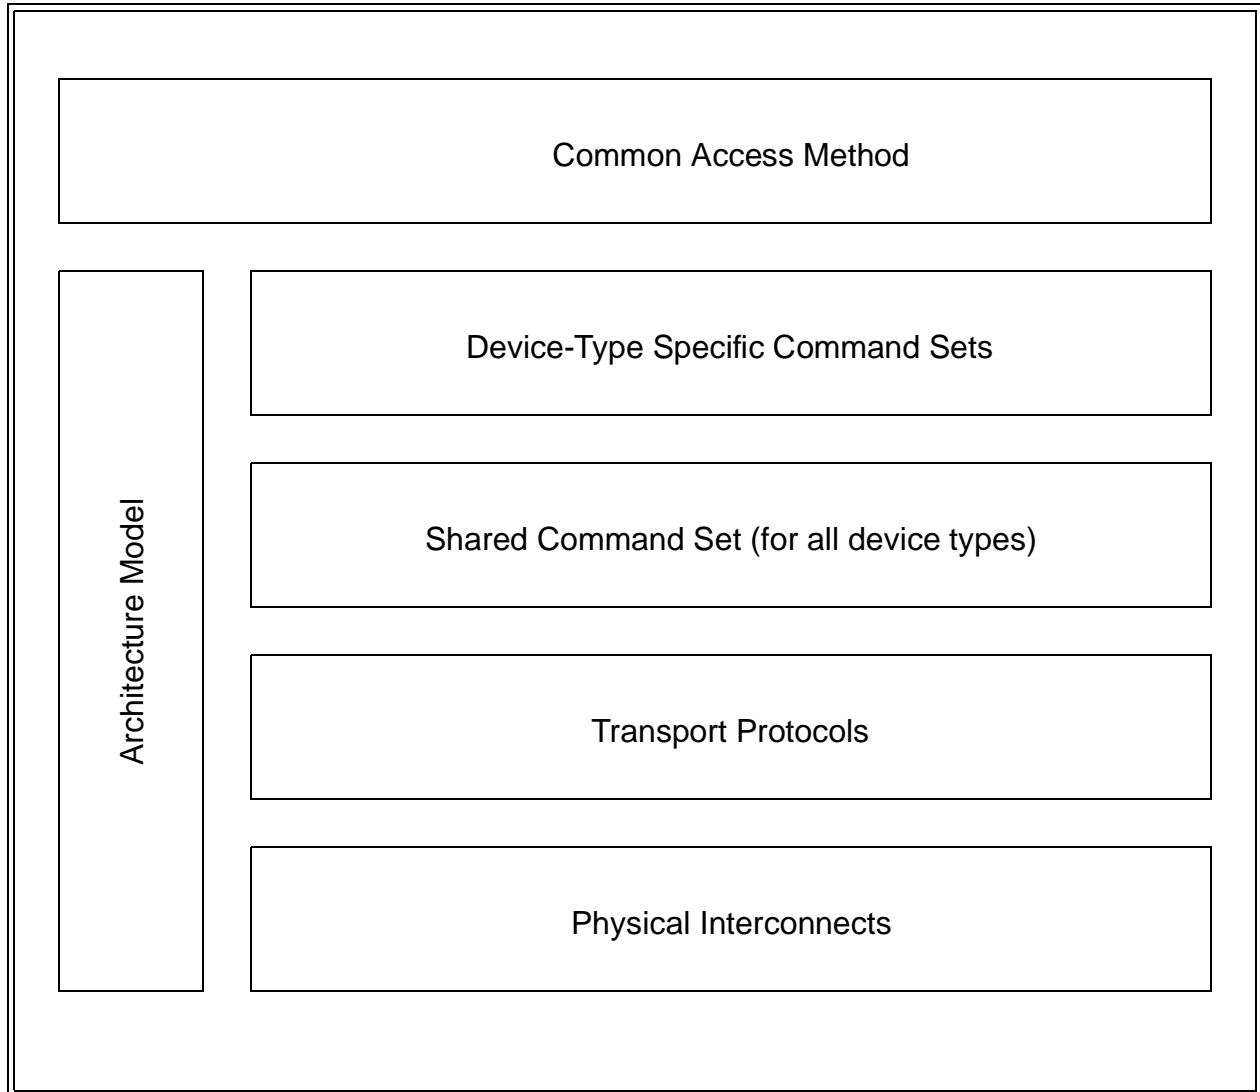 Common Access Method
Architecture Model
Device-Type Specific Command Sets
Shared Command Set (for all device types)
Transport Protocols
Physical Interconnects